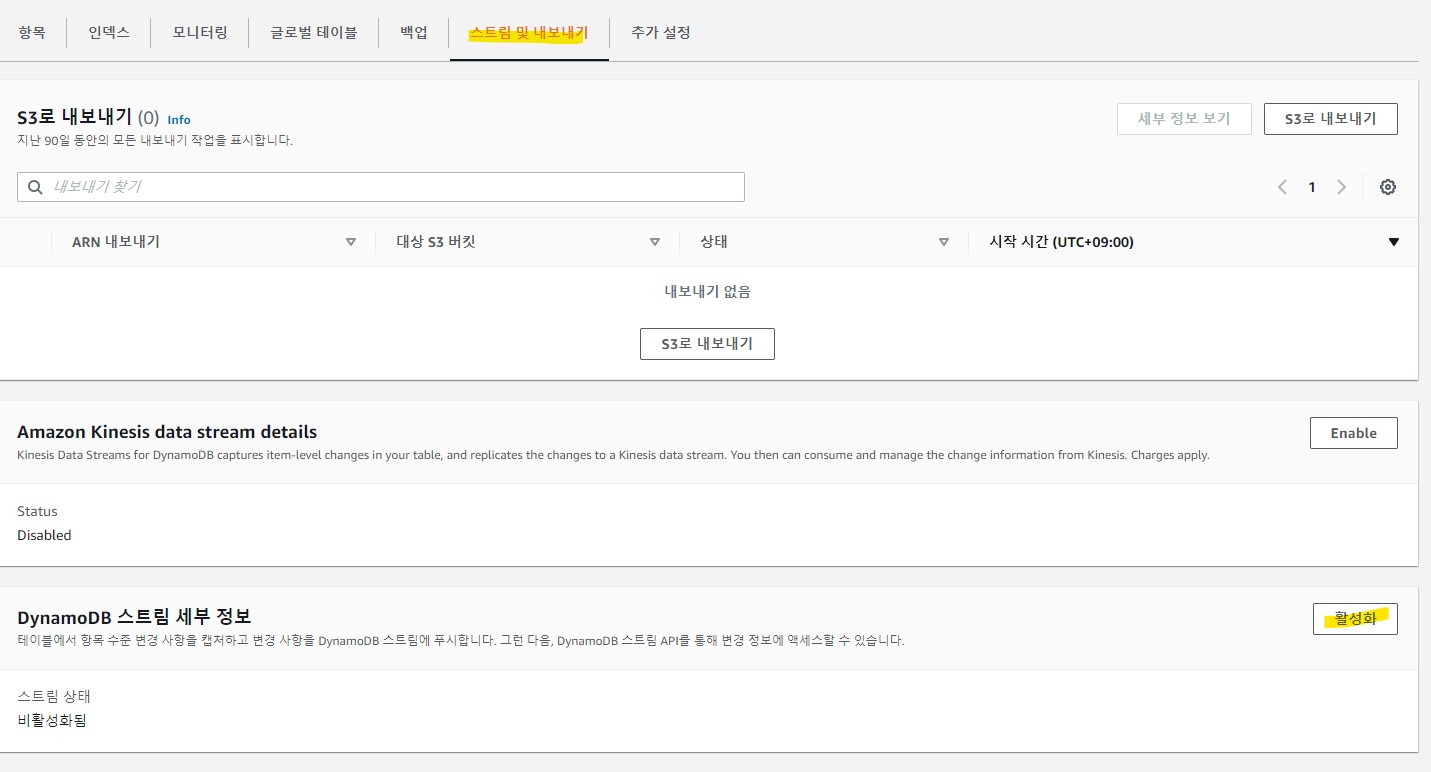 항목 인덱스 모니터링 글로벌 테이블 백업 스트림 및 내보내기 추가 설정
S3로 내보내기 (0) Info
지난 90일 동안의 모든 내보내기 작업을 표시합니다.
세부 정보 보기 S3로 내보내기
내보내기 찾기
1
ARN 내보내기 대상 S3 버킷 상태 시작 시간 (UTC+09:00)
내보내기 없음
S3로 내보내기
Amazon Kinesis data stream details
Enable
Kinesis Data Streams for DynamoDB captures item-level changes in your table, and replicates the changes to a Kinesis data stream. You then can consume and manage the change information from Kinesis. Charges apply.
Status
Disabled
DynamoDB 스트림 세부 정보
활성화
테이블에서 항목 수준 변경 사항을 캡처하고 변경 사항을 DynamoDB 스트림에 푸시합니다. 그런 다음, DynamoDB 스트림 API를 통해 변경 정보에 액세스할 수 있습니다.
스트림 상태
비활성화됨